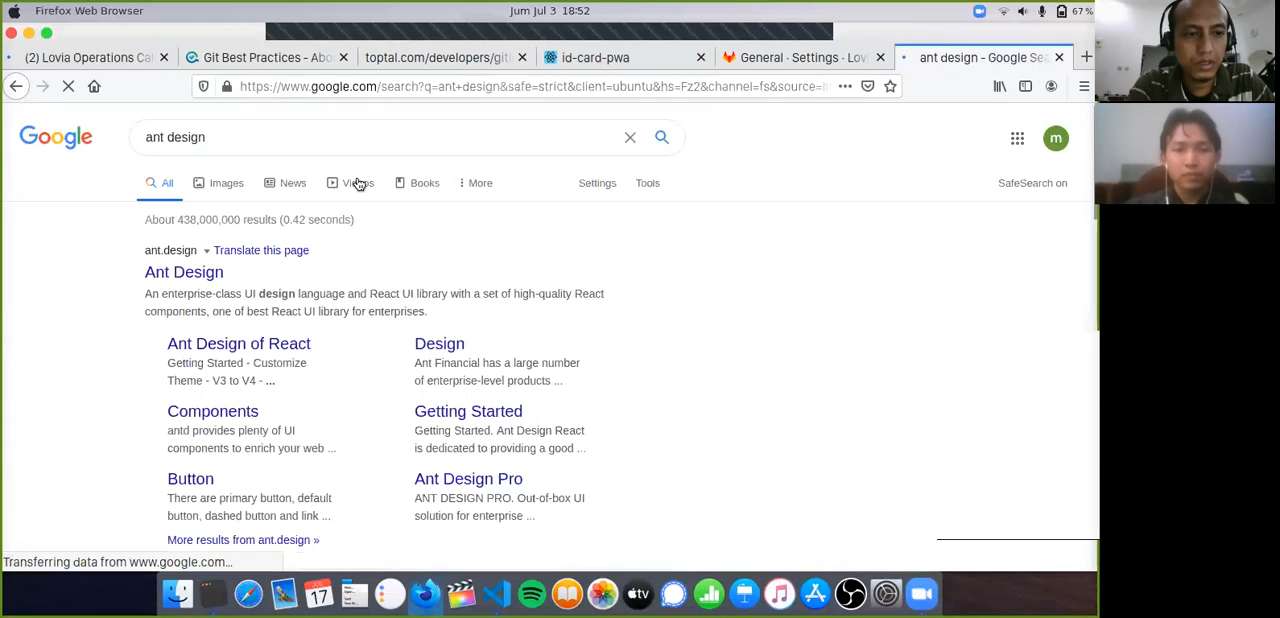 Firefox Web Browser
Jum Jul 3 18:52
67 %
(2) Lovia Operations Cal
Git Best Practices – Abo
toptal.com/developers/git
id-card-pwa
General · Settings · Lov
ant design - Google Sea
https://www.google.com/search?q=ant+design&safe=strict&client=ubuntu&hs=Fz2&channel=fs&source=
Google
ant design
m
All
Images
News
Videos
Books
More
Settings
Tools
SafeSearch on
About 438,000,000 results (0.42 seconds)
ant.design
Translate this page
Ant Design
An enterprise-class UI design language and React UI library with a set of high-quality React
components, one of best React UI library for enterprises.
Ant Design of React
Getting Started - Customize
Theme - V3 to V4 - ...
Design
Ant Financial has a large number
of enterprise-level products ...
Components
antd provides plenty of UI
components to enrich your web ...
Getting Started
Getting Started. Ant Design React
is dedicated to providing a good ...
Button
There are primary button, default
button, dashed button and link ...
Ant Design Pro
ANT DESIGN PRO. Out-of-box UI
solution for enterprise ...
More results from ant.design »
Transferring data from www.google.com...
17
tv